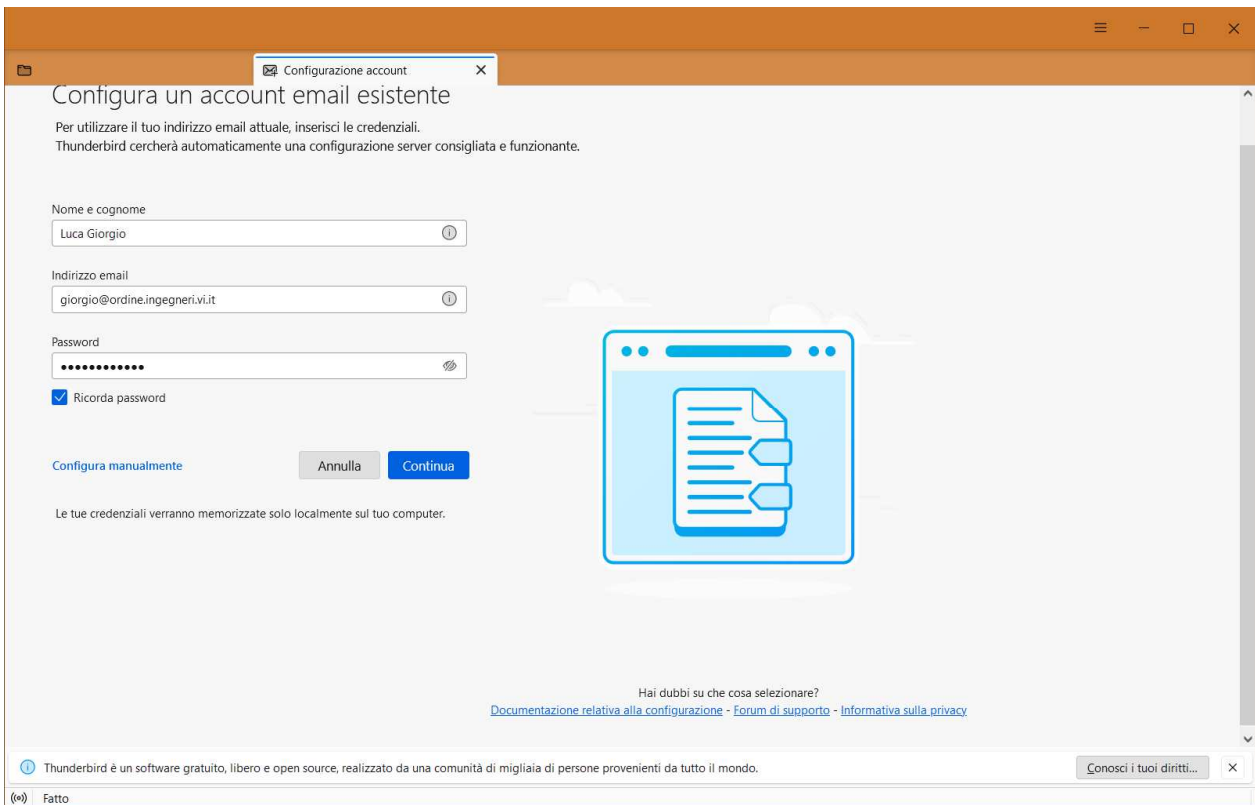 Configurazione account
Configura un account email esistente
Per utilizzare il tuo indirizzo email attuale, inserisci le credenziali.
Thunderbird cercherà automaticamente una configurazione server consigliata e funzionante.
Nome e cognome
Luca Giorgio
Indirizzo email
giorgio@ordine.ingegneri.vi.it
Password
••••••••••••
Ricorda password
Configura manualmente
Annulla
Continua
Le tue credenziali verranno memorizzate solo localmente sul tuo computer.
Hai dubbi su che cosa selezionare?
Documentazione relativa alla configurazione - Forum di supporto - Informativa sulla privacy
Thunderbird è un software gratuito, libero e open source, realizzato da una comunità di migliaia di persone provenienti da tutto il mondo.
Conosci i tuoi diritti...
Fatto